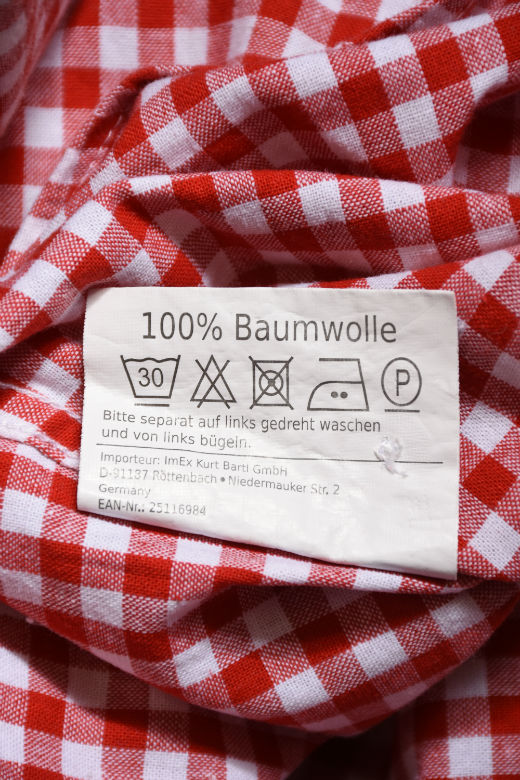 100% Baumwolle
30 P
Bitte separat auf links gedreht waschen
und von links bügeln.
Importeur: ImEx Kurt Bartl GmbH
D-91187 Röttenbach • Niedermauker Str. 2
Germany
EAN-Nr.: 25116984